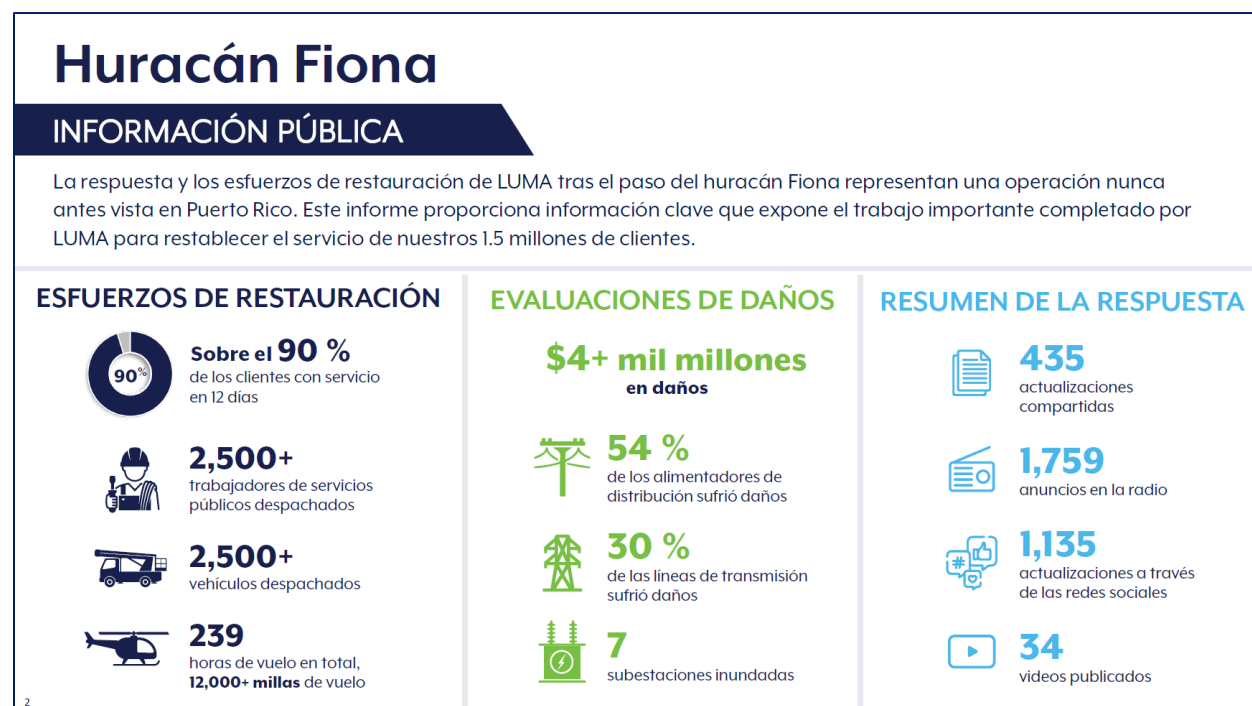 Huracán Fiona
INFORMACIÓN PÚBLICA
La respuesta y los esfuerzos de restauración de LUMA tras el paso del huracán Fiona representan una operación nunca
antes vista en Puerto Rico. Este informe proporciona información clave que expone el trabajo importante completado por
LUMA para restablecer el servicio de nuestros 1.5 millones de clientes.
ESFUERZOS DE RESTAURACIÓN
90%
Sobre el 90 %
de los clientes con servicio
en 12 días
2,500+
trabajadores de servicios
públicos despachados
2,500+
vehículos despachados
239
horas de vuelo en total,
12,000+ millas de vuelo
EVALUACIONES DE DAÑOS
$4+ mil millones
en daños
54 %
de los alimentadores de
distribución sufrió daños
30 %
de las líneas de transmisión
sufrió daños
7
subestaciones inundadas
RESUMEN DE LA RESPUESTA
435
actualizaciones
compartidas
1,759
anuncios en la radio
#
1,135
actualizaciones a través
de las redes sociales
34
videos publicados
2